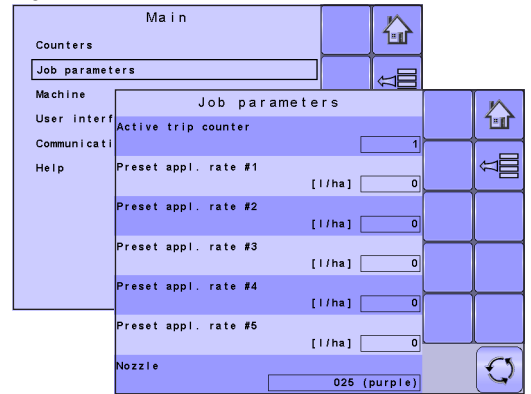 Main
Counters
Job parameters
Machine
User interf
Communicati
Help
Job parameters
Active trip counter
1
Preset appl. rate #1
[l/ha] 0
Preset appl. rate #2
[l/ha] 0
Preset appl. rate #3
[l/ha] 0
Preset appl. rate #4
[l/ha] 0
Preset appl. rate #5
[l/ha] 0
Nozzle
025 (purple)